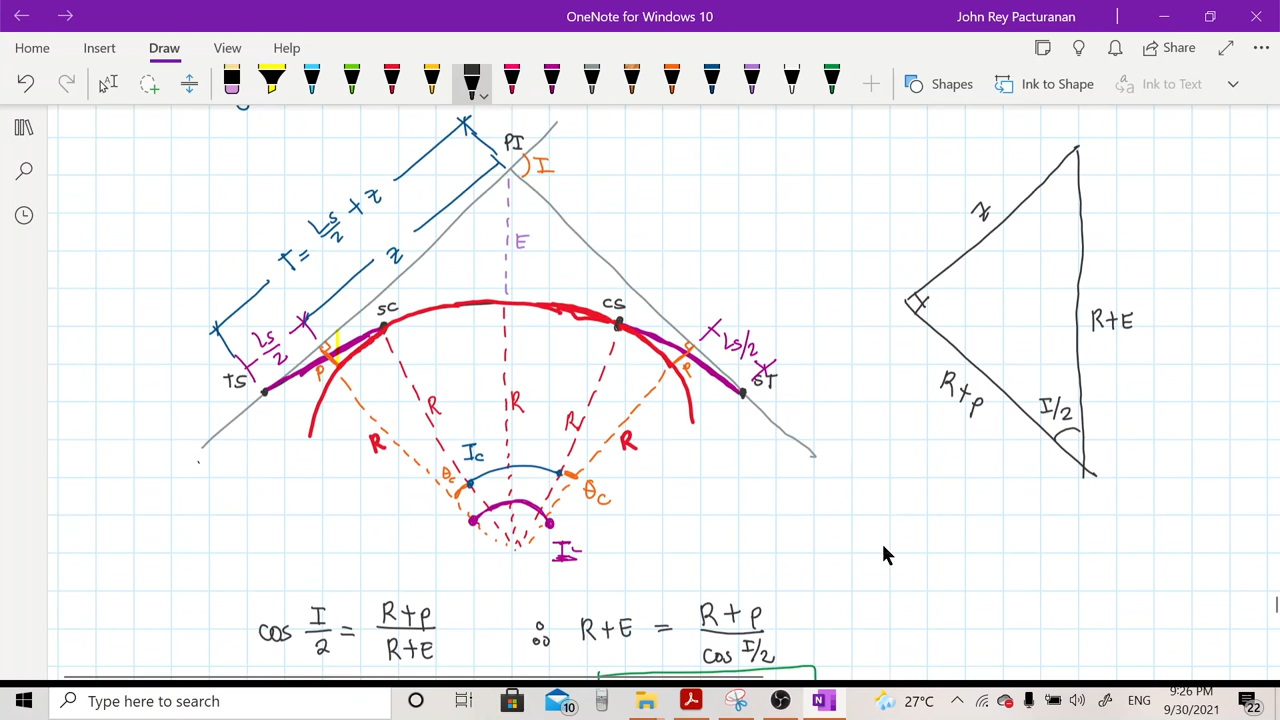 OneNote for Windows 10
John Rey Pacturanan
Home Insert Draw View Help
Share
Shapes
Ink to Shape
Ink to Text
PI
I
T = Ls/2 + z
z
E
Ls/2
TS
SC
CS
Ls/2
ST
P
P
R
R
R
R
R
Ic
θc
θc
I
z
R+E
R+p
I/2
cos I/2 = R+p / R+E
∴ R+E = R+p / cos I/2
Type here to search
10
27°C
ENG
9:26 PM
9/30/2021
22